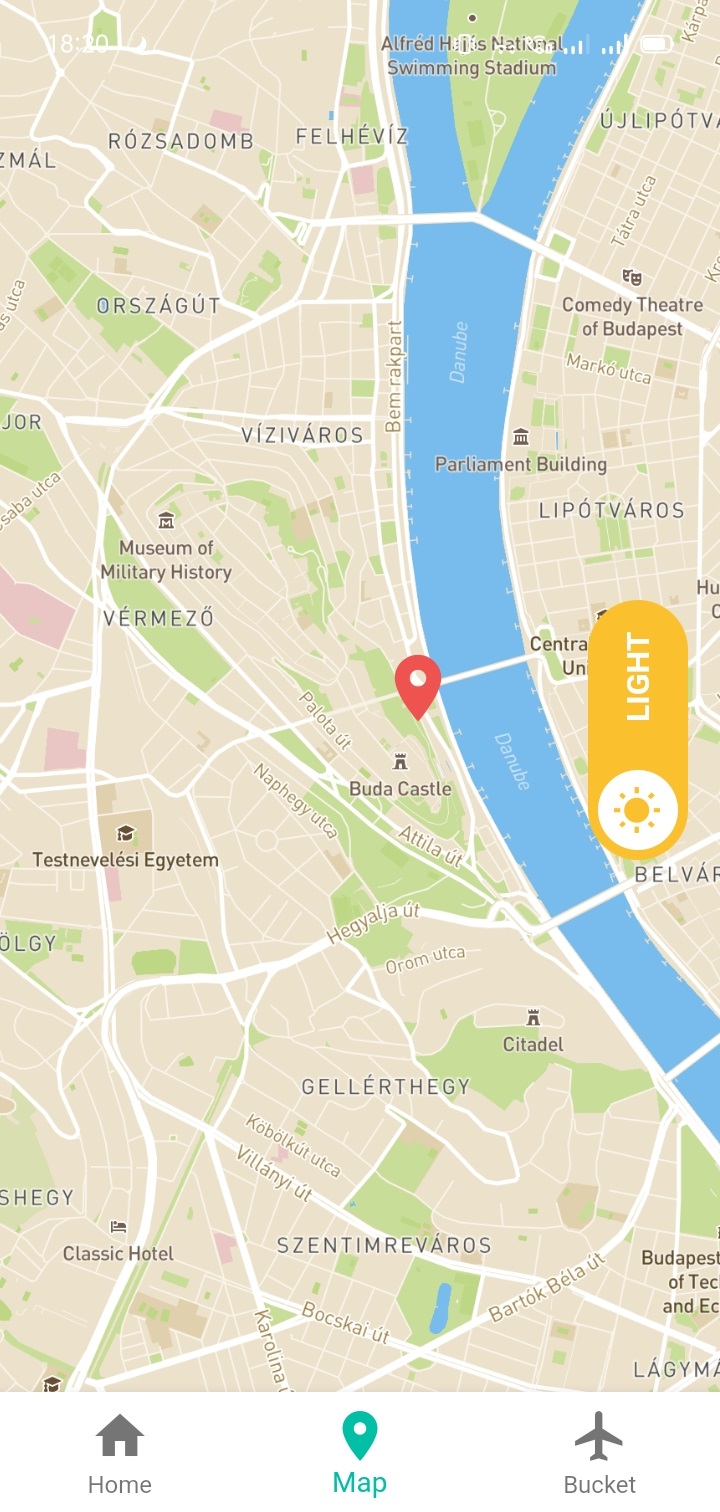 18:20
Alfréd Hajós National
Swimming Stadium
RÓZSADOMB
FELHÉVÍZ
ÚJLIPÓTVÁ
ZMÁL
Tátra utca
ORSZÁGÚT
Comedy Theatre
of Budapest
Bem rakpart
Danube
Markó utca
JOR
VÍZIVÁROS
Parliament Building
saba utca
LIPÓTVÁROS
Museum of
Military History
VÉRMEZŐ
Centra
Uni
LIGHT
Palota út
Danube
Buda Castle
Naphegy utca
Attila út
Testnevelési Egyetem
BELVÁR
Hegyalja út
ÖLGY
Orom utca
Citadel
GELLÉRTHEGY
Köbölkút utca
Villányi út
SHEGY
Classic Hotel
SZENTIMREVÁROS
Budapest
of Tec
and Ec
Bartók Béla út
Bocskai út
Karolina
LÁGYMÁ
Home
Map
Bucket